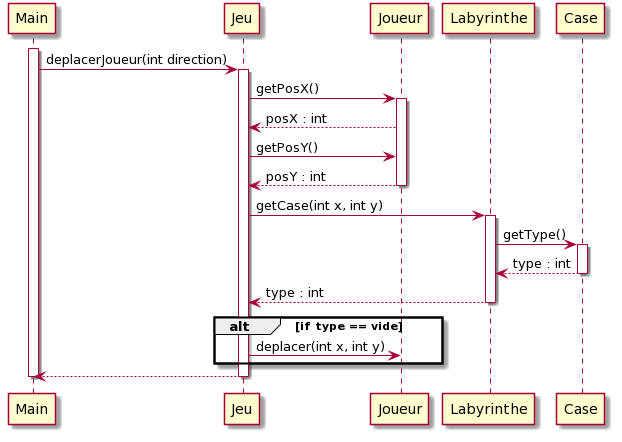 Main Jeu Joueur Labyrinthe Case
deplacerJoueur(int direction)
getPosX()
posX : int
getPosY()
posY : int
getCase(int x, int y)
getType()
type : int
type : int
alt [if type == vide]
deplacer(int x, int y)
Main Jeu Joueur Labyrinthe Case